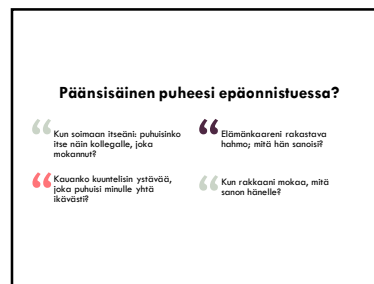 Päänsisäinen puheesi epäonnistuessa?
“ Kun soimaan itseäni: puhuisinko
itse näin kollegalle, joka
mokannut?
“ Elämänkaareni rakastava
hahmo; mitä hän sanoisi?
“ Kauanko kuuntelisin ystävää,
joka puhuisi minulle yhtä
ikävästi?
“ Kun rakkaani mokaa, mitä
sanon hänelle?